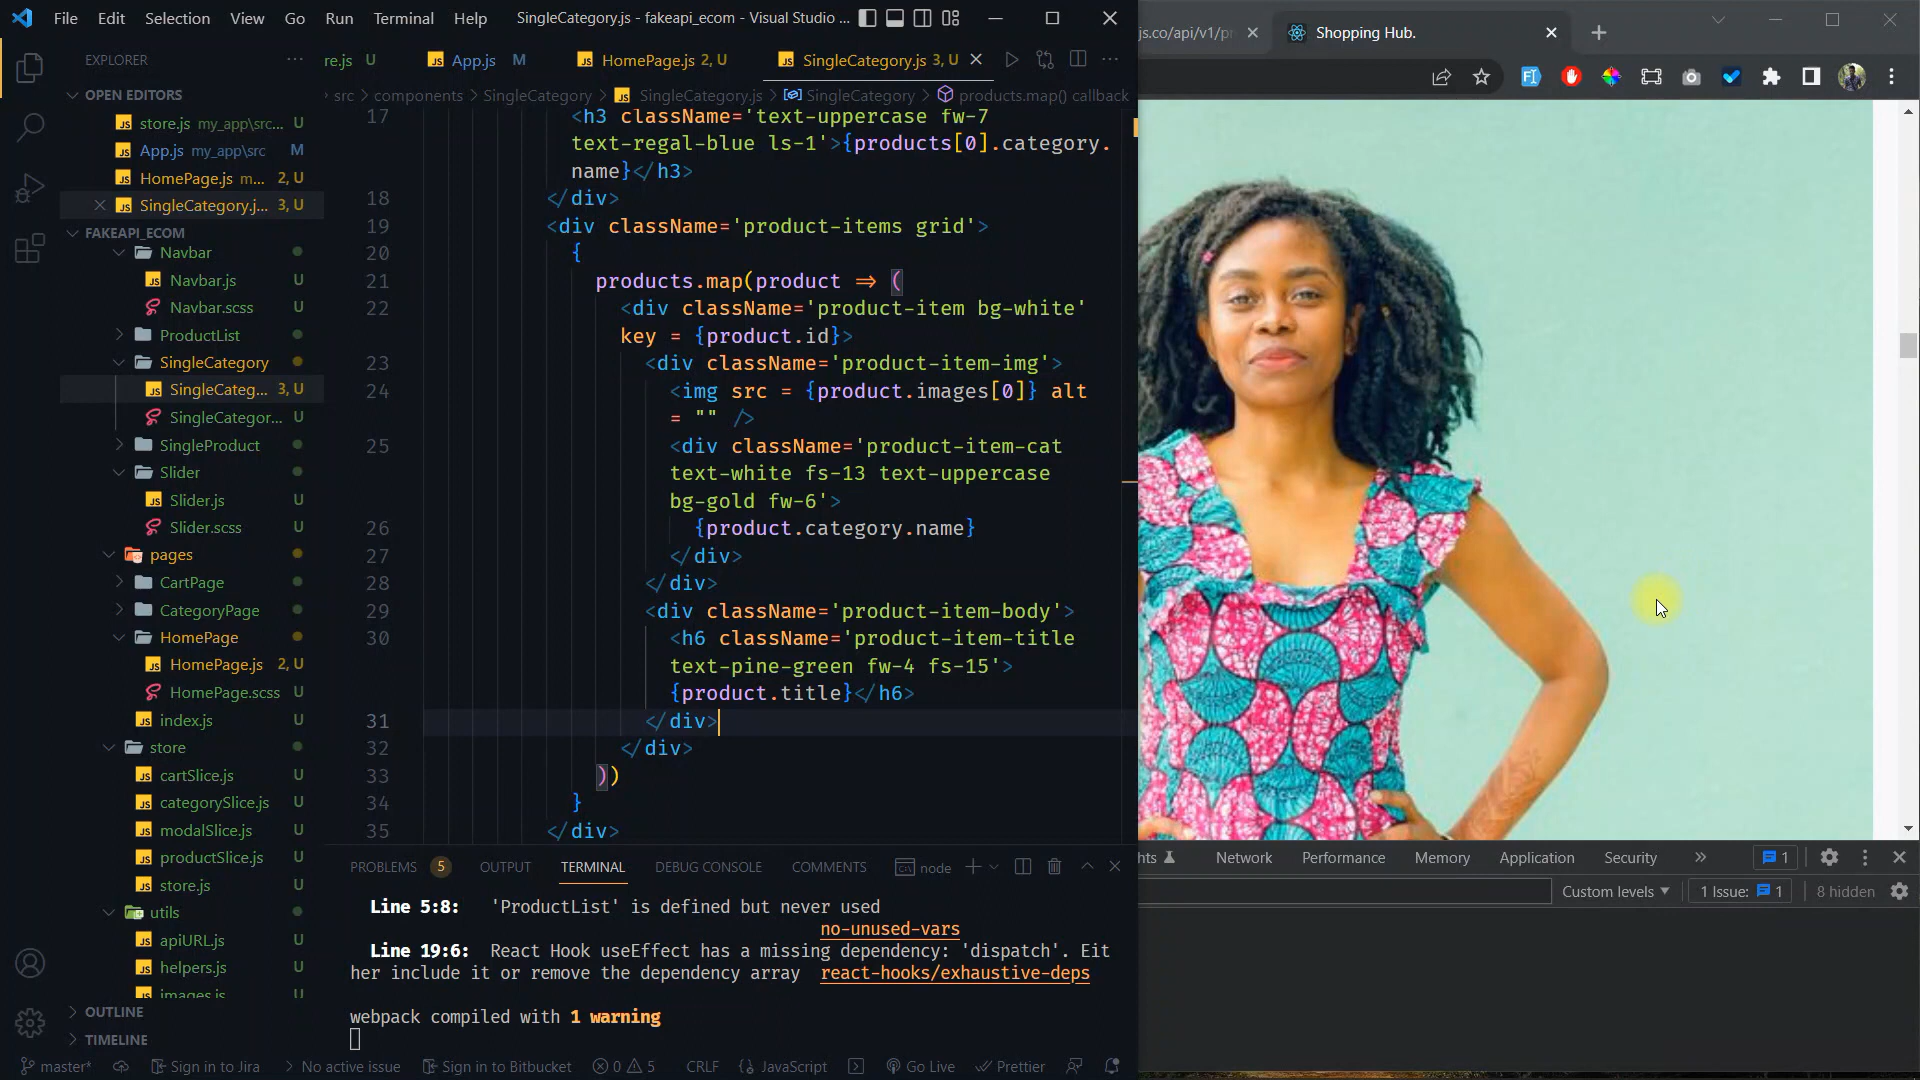 File Edit Selection View Go Run Terminal Help SingleCategory.js - fakeapi_ecom - Visual Studio ...
js.co/api/v1/pr
Shopping Hub.
EXPLORER
re.js U
App.js M
HomePage.js 2, U
SingleCategory.js 3, U
OPEN EDITORS
store.js my_app\src...
App.js my_app\src M
HomePage.js m... 2, U
SingleCategory.j... 3, U
FAKEAPI_ECOM
Navbar
Navbar.js U
Navbar.scss U
ProductList
SingleCategory
SingleCateg... 3, U
SingleCategor... U
SingleProduct
Slider
Slider.js U
Slider.scss U
pages
CartPage
CategoryPage
HomePage
HomePage.js 2, U
HomePage.scss U
index.js U
store
cartSlice.js U
categorySlice.js U
modalSlice.js U
productSlice.js U
store.js U
utils
apiURL.js U
helpers.js U
images.js U
OUTLINE
TIMELINE
› src › components › SingleCategory › SingleCategory.js › SingleCategory › products.map() callback
17 <h3 className='text-uppercase fw-7
text-regal-blue ls-1'>{products[0].category.
name}</h3>
18 </div>
19 <div className='product-items grid'>
20 {
21 products.map(product => (
22 <div className='product-item bg-white'
key = {product.id}>
23 <div className='product-item-img'>
24 <img src = {product.images[0]} alt
= "" />
25 <div className='product-item-cat
text-white fs-13 text-uppercase
bg-gold fw-6'>
26 {product.category.name}
27 </div>
28 </div>
29 <div className='product-item-body'>
30 <h6 className='product-item-title
text-pine-green fw-4 fs-15'>
{product.title}</h6>
31 </div>
32 </div>
33 ))
34 }
35 </div>
PROBLEMS 5 OUTPUT TERMINAL DEBUG CONSOLE COMMENTS node
Line 5:8: 'ProductList' is defined but never used
no-unused-vars
Line 19:6: React Hook useEffect has a missing dependency: 'dispatch'. Eit
her include it or remove the dependency array react-hooks/exhaustive-deps
webpack compiled with 1 warning
hts Network Performance Memory Application Security » 1
Custom levels 1 Issue: 1 8 hidden
master* Sign in to Jira No active issue Sign in to Bitbucket 0 5 CRLF JavaScript Go Live Prettier